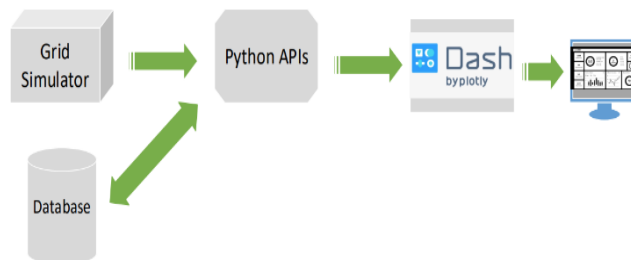 Grid
Simulator
Python APIs
Dash
by plotly
Database